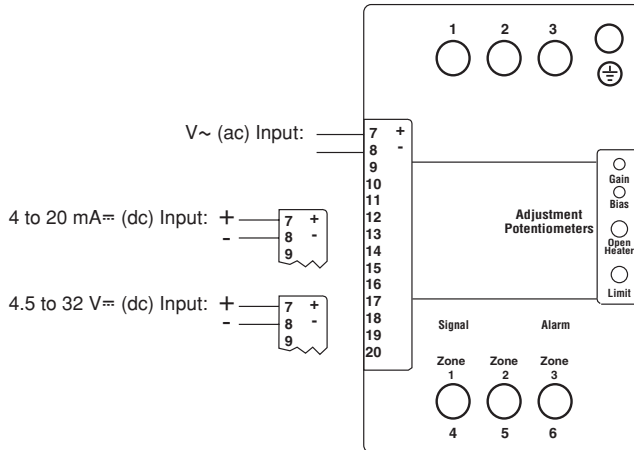 1 2 3
V~ (ac) Input:
7 +
8 -
9
10
11
12
13
14
15
16
17
18
19
20
4 to 20 mA⎓ (dc) Input: + 7 +
- 8 -
9
4.5 to 32 V⎓ (dc) Input: + 7 +
- 8 -
9
Adjustment
Potentiometers
Gain
Bias
Open
Heater
Limit
Signal Alarm
Zone Zone Zone
1 2 3
4 5 6